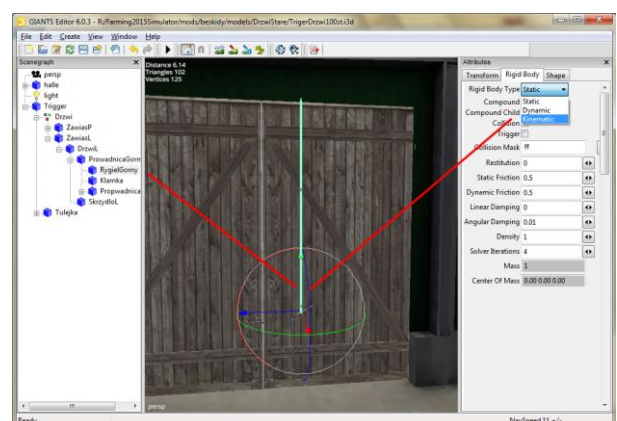 GIANTS Editor 6.0.3 - R:/Farming2015Simulator/mods/beskidy/models/DrzwiStare/TrigerDrzwi100st.i3d
File Edit Create View Window Help
Scenegraph
persp
halle
light
Trigger
Drzwi
ZawiasP
ZawiasL
DrzwiL
ProwadnicaGorn
RygielGorny
Klamka
Propwadnica
SkrzydloL
Tulejka
Distance 6.14
Triangles 102
Vertices 125
persp
Attributes
Transform Rigid Body Shape
Rigid Body Type Static
Static
Dynamic
Kinematic
Compound
Compound Child
Collision
Trigger
Collision Mask ff
Restitution 0
Static Friction 0.5
Dynamic Friction 0.5
Linear Damping 0
Angular Damping 0.01
Density 1
Solver Iterations 4
Mass 1
Center Of Mass 0.00 0.00 0.00
Ready
NavSpeed 11 +/-